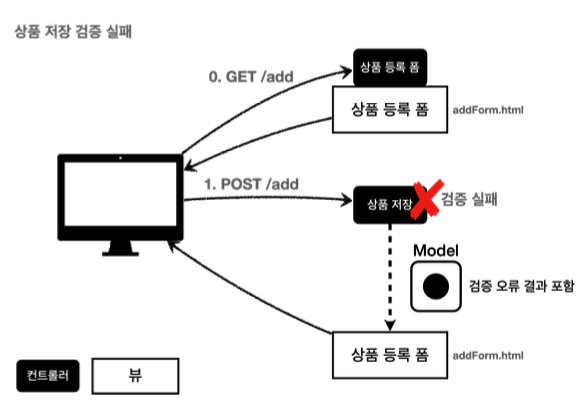 상품 저장 검증 실패
0. GET /add
상품 등록 폼
상품 등록 폼
addForm.html
1. POST /add
상품 저장
검증 실패
Model
검증 오류 결과 포함
상품 등록 폼
addForm.html
컨트롤러
뷰